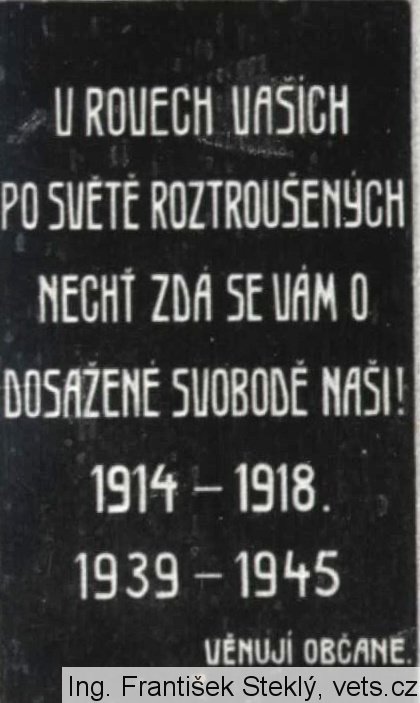 V ROVECH VAŠICH
PO SVĚTĚ ROZTROUŠENÝCH
NECHŤ ZDÁ SE VÁM O
DOSAŽENÉ SVOBODĚ NAŠI!
1914 – 1918.
1939 – 1945
VĚNUJÍ OBČANÉ.
Ing. František Steklý, vets.cz